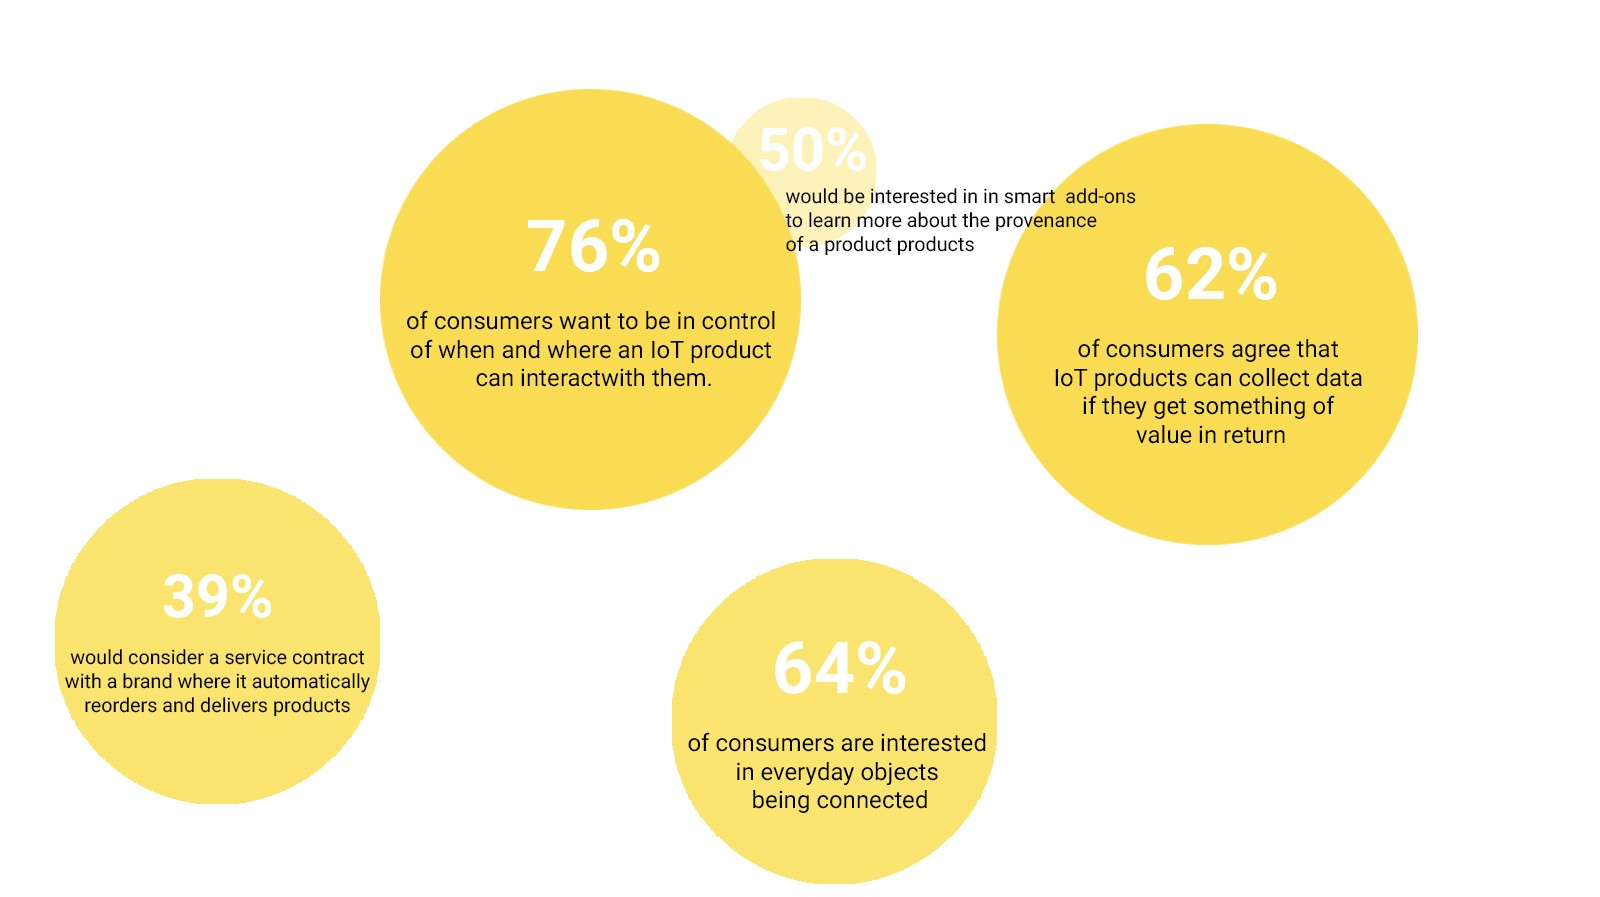 76%
of consumers want to be in control
of when and where an IoT product
can interactwith them.
50%
would be interested in in smart  add-ons
to learn more about the provenance
of a product products
62%
of consumers agree that
IoT products can collect data
if they get something of
value in return
39%
would consider a service contract
with a brand where it automatically
reorders and delivers products
64%
of consumers are interested
in everyday objects
being connected